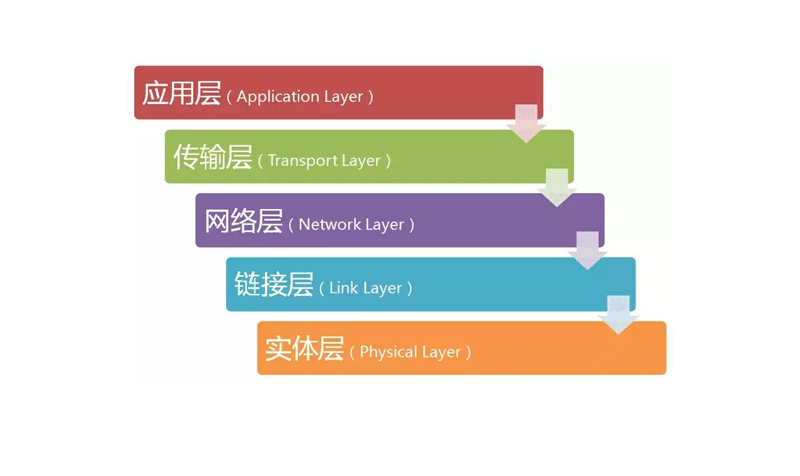 应用层（Application Layer）
传输层（Transport Layer）
网络层（Network Layer）
链接层（Link Layer）
实体层（Physical Layer）